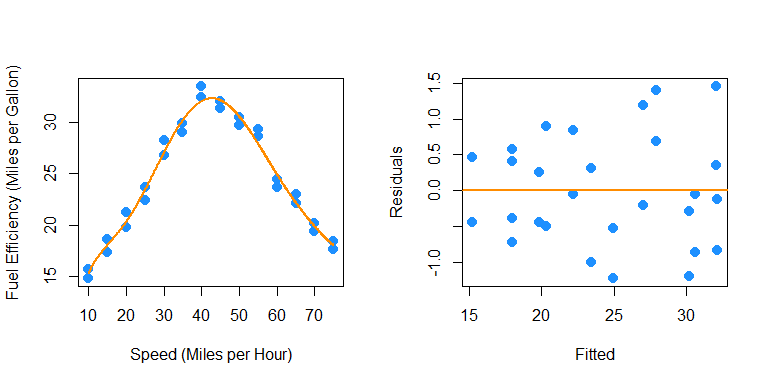 Fuel Efficiency (Miles per Gallon)
15 20 25 30
10 20 30 40 50 60 70
Speed (Miles per Hour)
Residuals
-1.0 0.0 0.5 1.0 1.5
15 20 25 30
Fitted